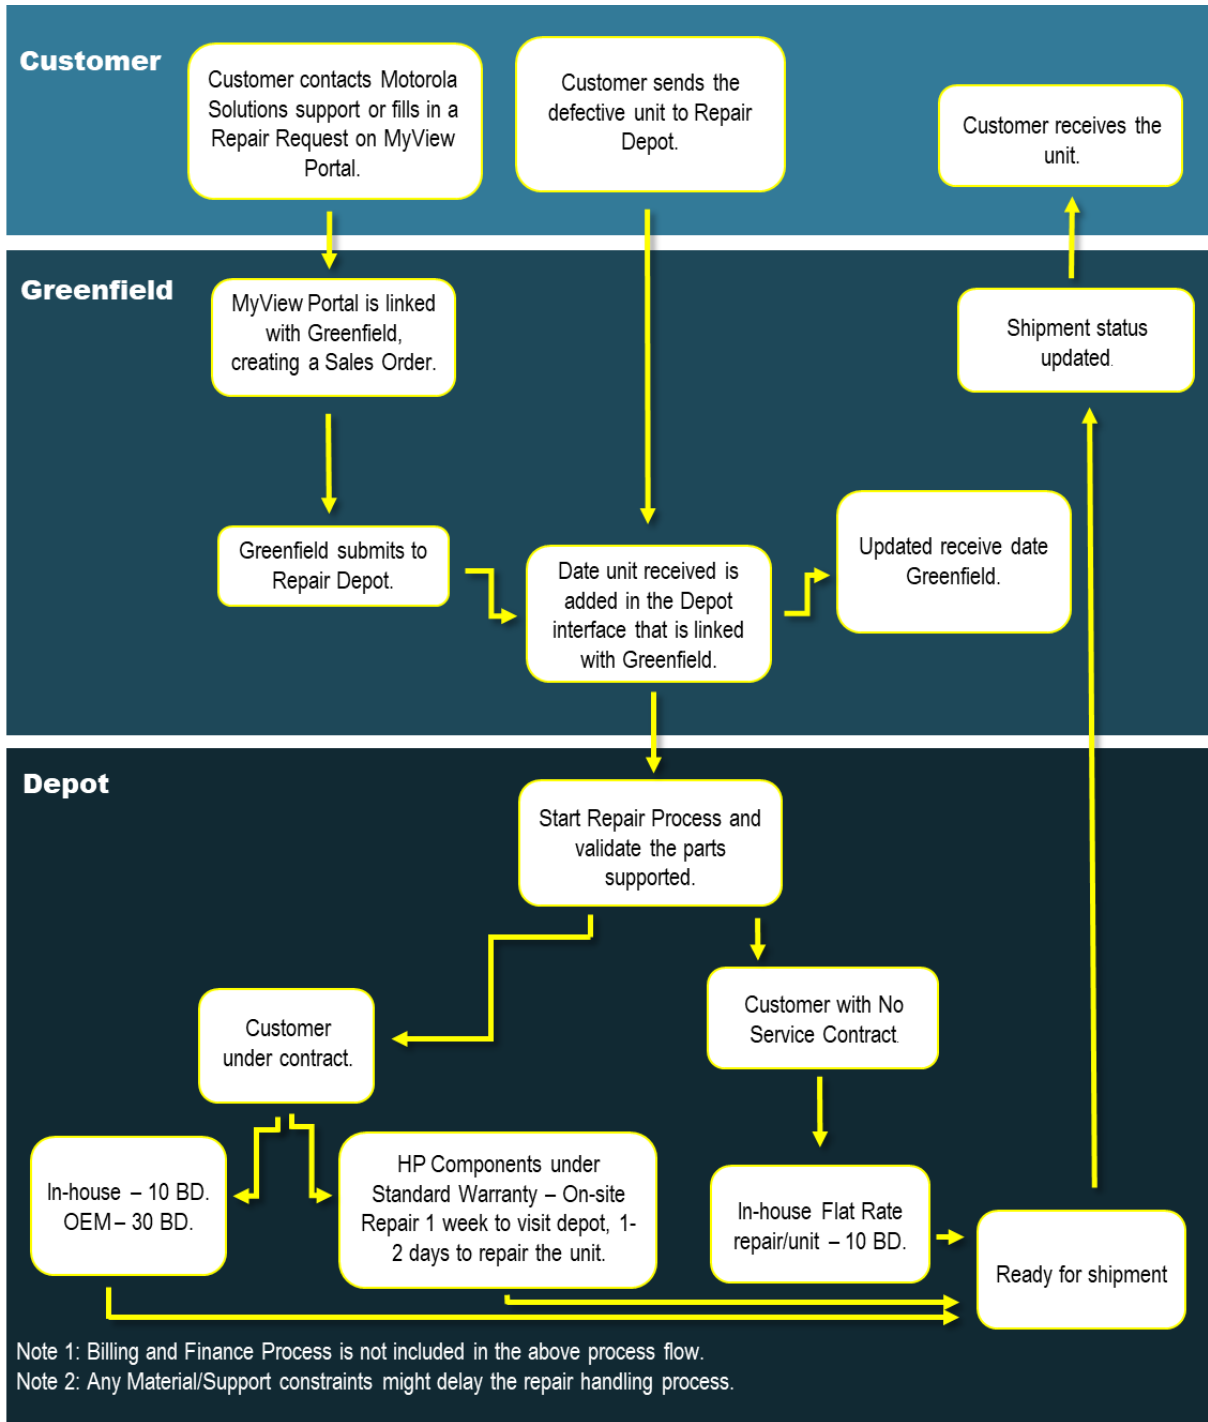 Customer
Customer contacts Motorola
Solutions support or fills in a
Repair Request on MyView
Portal.
Customer sends the
defective unit to Repair
Depot.
Customer receives the
unit.
Greenfield
MyView Portal is linked
with Greenfield,
creating a Sales Order.
Shipment status
updated.
Greenfield submits to
Repair Depot.
Date unit received is
added in the Depot
interface that is linked
with Greenfield.
Updated receive date
Greenfield.
Depot
Start Repair Process and
validate the parts
supported.
Customer
under contract.
Customer with No
Service Contract.
In-house – 10 BD.
OEM – 30 BD.
HP Components under
Standard Warranty – On-site
Repair 1 week to visit depot, 1-
2 days to repair the unit.
In-house Flat Rate
repair/unit – 10 BD.
Ready for shipment
Note 1: Billing and Finance Process is not included in the above process flow.
Note 2: Any Material/Support constraints might delay the repair handling process.